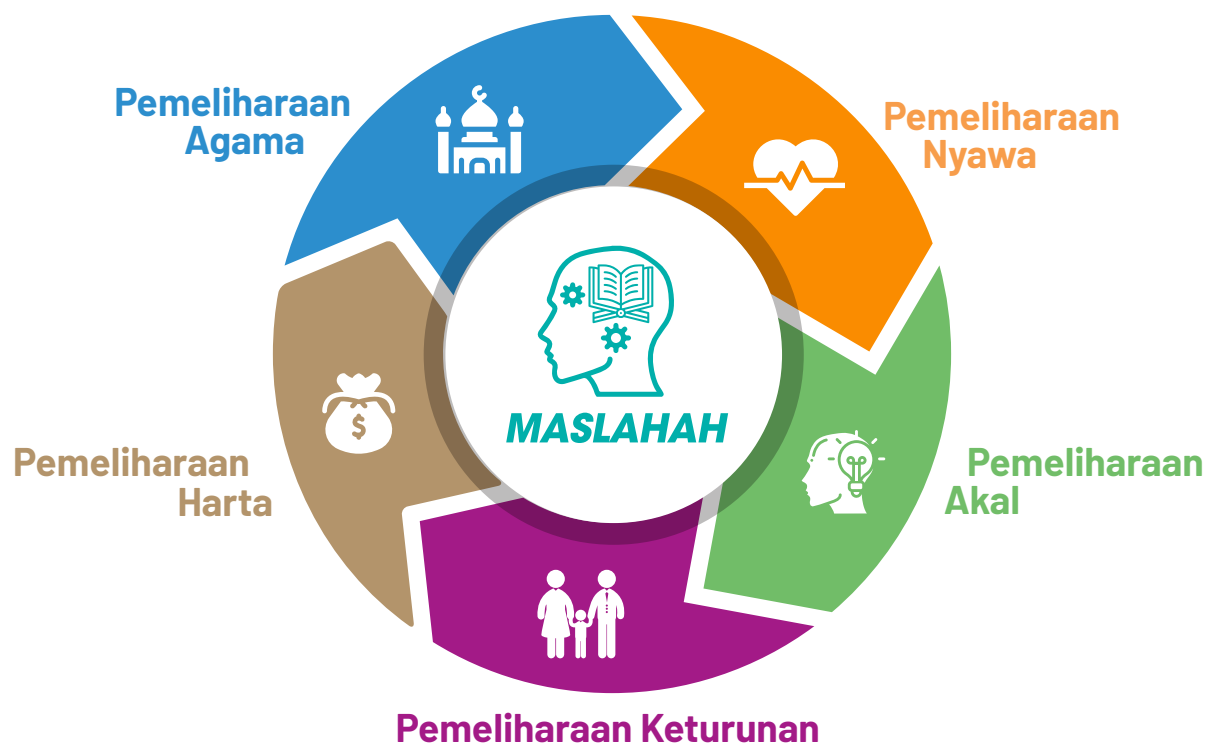 Pemeliharaan
Agama
Pemeliharaan
Nyawa
MASLAHAH
$
Pemeliharaan
Harta
Pemeliharaan
Akal
Pemeliharaan Keturunan